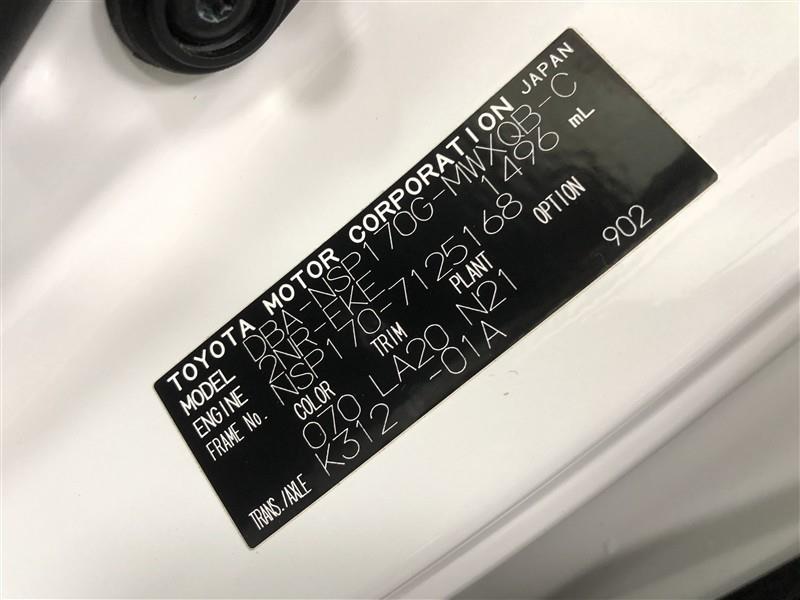 TOYOTA MOTOR CORPORATION JAPAN
MODEL DBA-NSP170G-MWXQB-C
ENGINE 2NR-FKE 1496 mL
FRAME No. NSP170-7125168
COLOR TRIM PLANT OPTION
070 LA20 N21 902
TRANS./AXLE K312 -01A